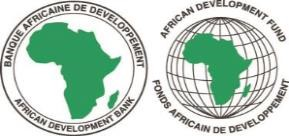 BANQUE AFRICAINE DE DEVELOPPEMENT
AFRICAN DEVELOPMENT BANK
AFRICAN DEVELOPMENT FUND
FONDS AFRICAIN DE DEVELOPPEMENT